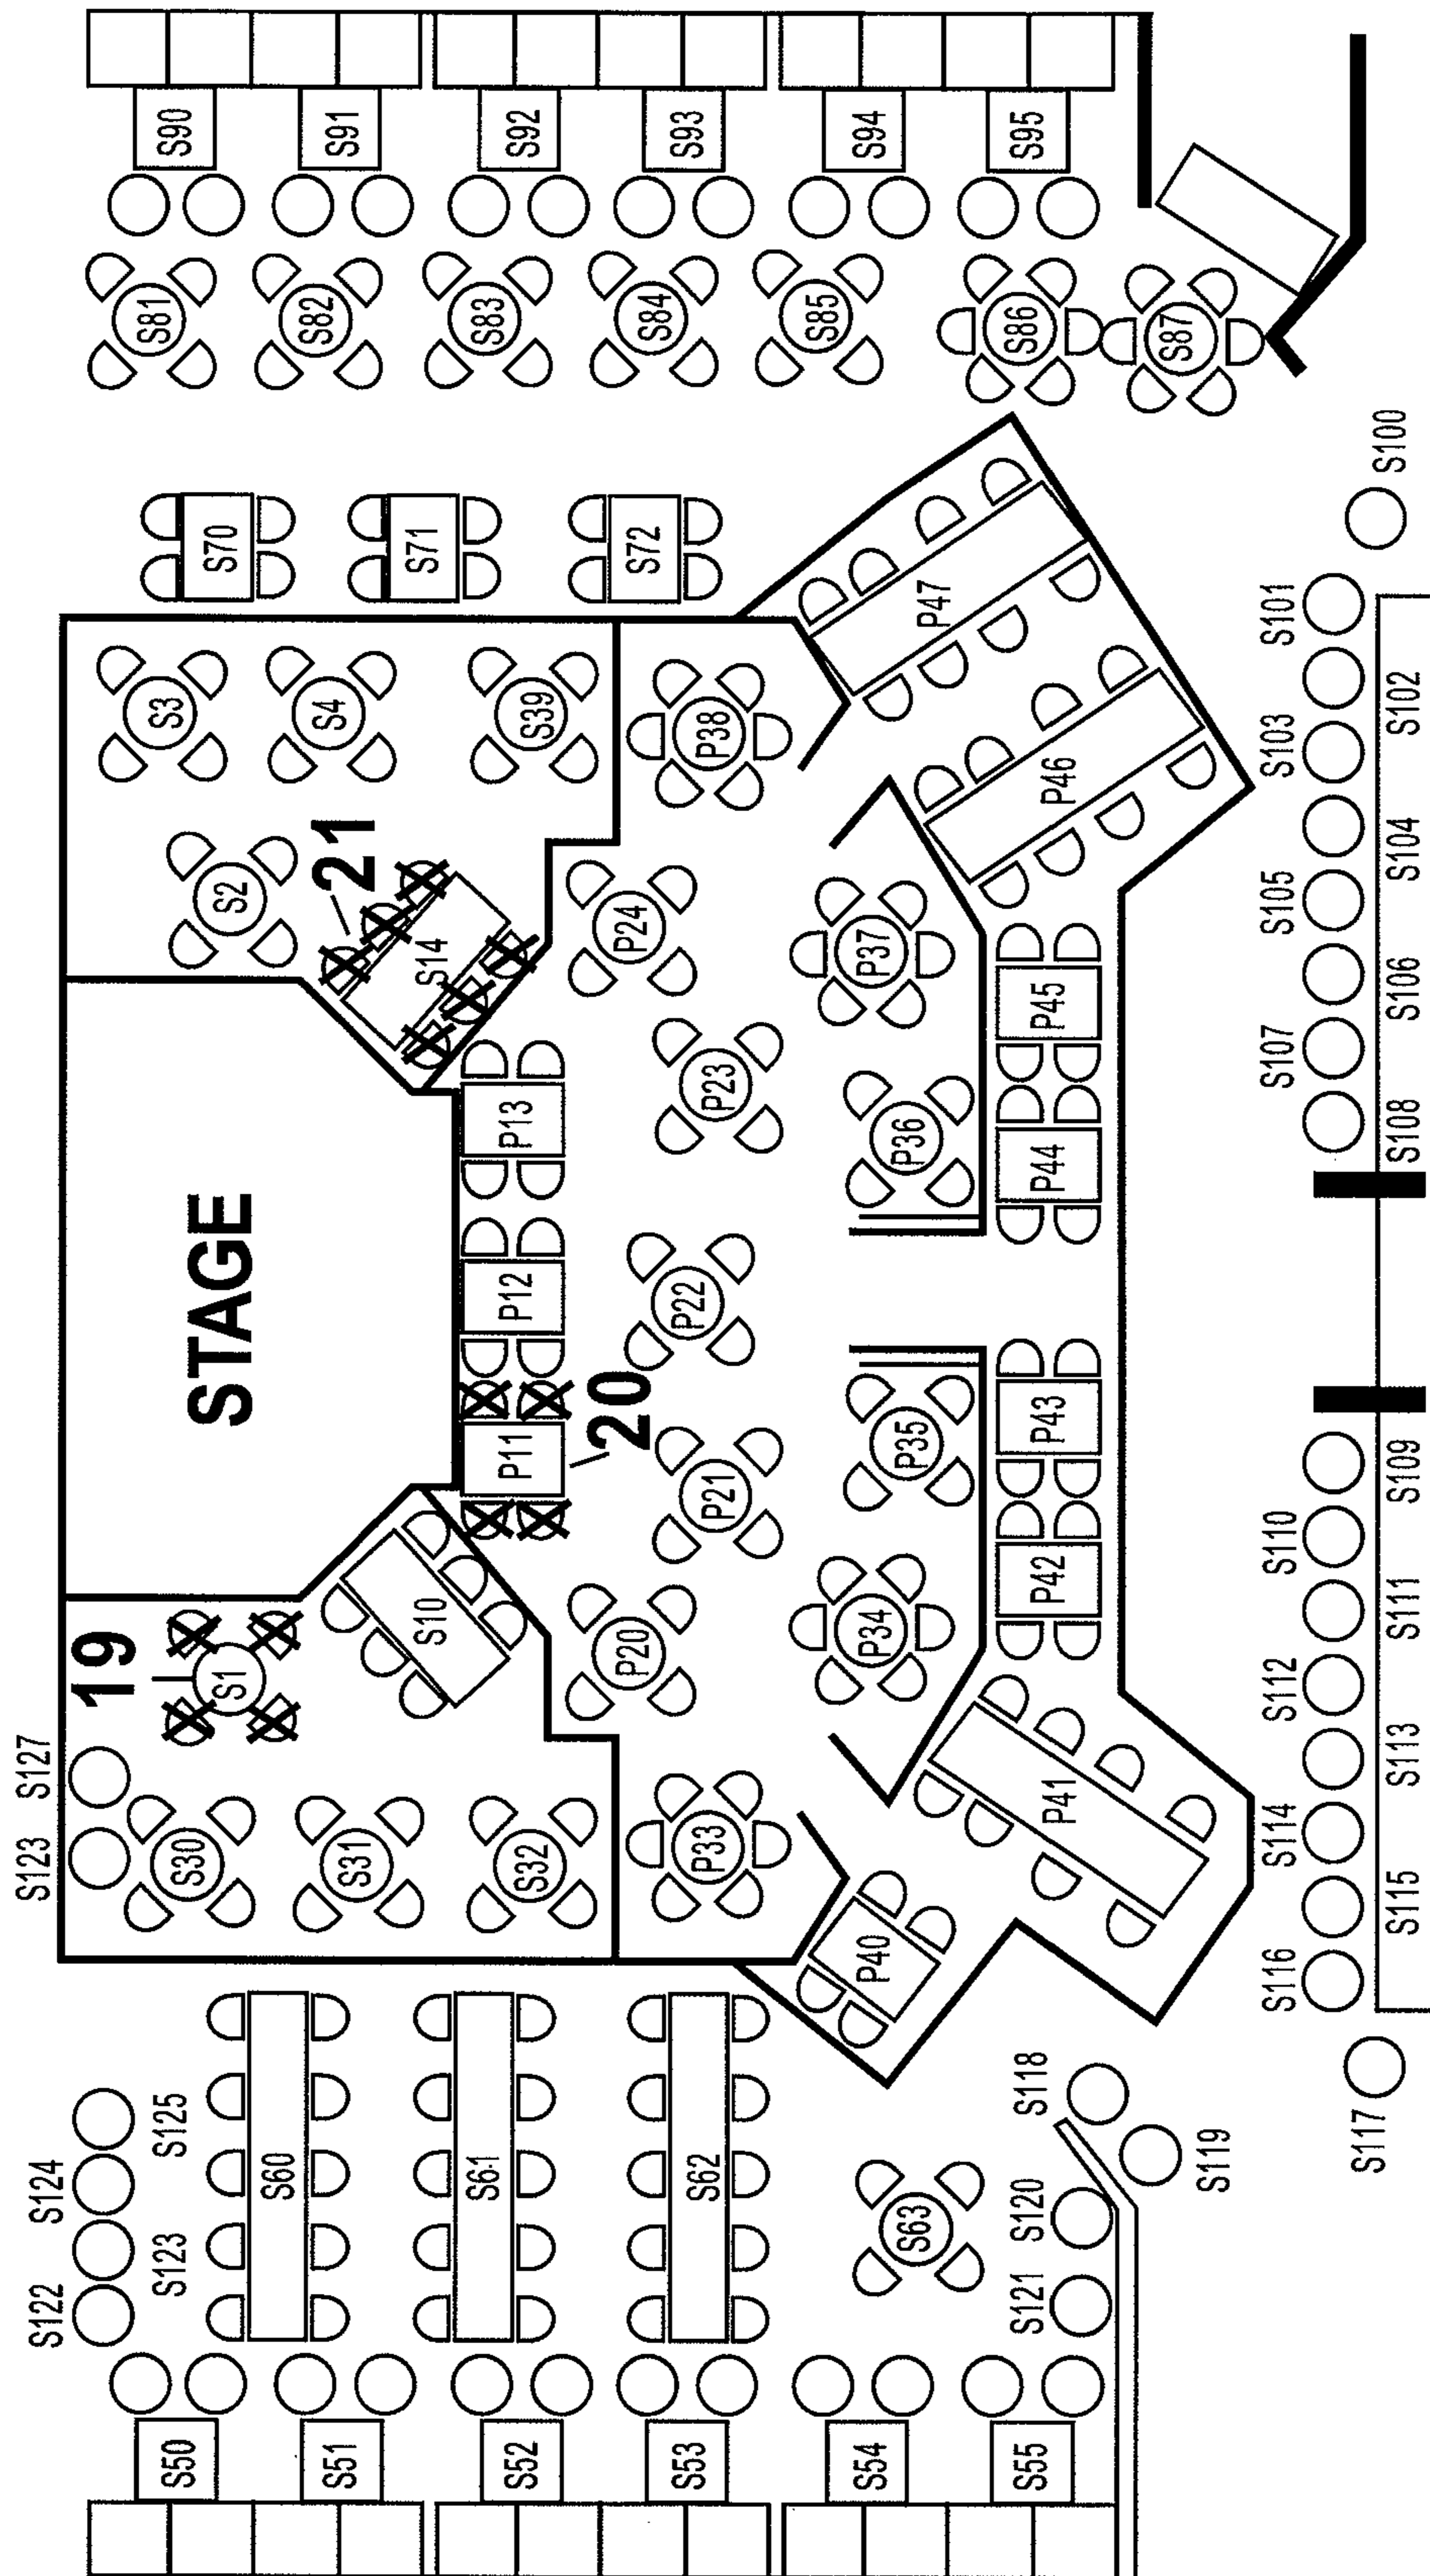 S122
S124
S123
S125
S123
S127
19
STAGE
S50
S51
S52
S53
S54
S55
S60
S61
S62
S63
S121
S120
S119
S118
S117
S30
S31
S32
S1
S10
P33
P40
P41
P20
P34
P42
P11
20
P21
P35
P43
P12
P22
P13
P23
P36
P44
S14
21
P24
P37
P45
S2
S3
S4
S39
P38
P46
P47
S70
S71
S72
S81
S82
S83
S84
S85
S86
S87
S90
S91
S92
S93
S94
S95
S116
S115
S114
S113
S112
S111
S110
S109
S108
S107
S106
S105
S104
S103
S102
S101
S100